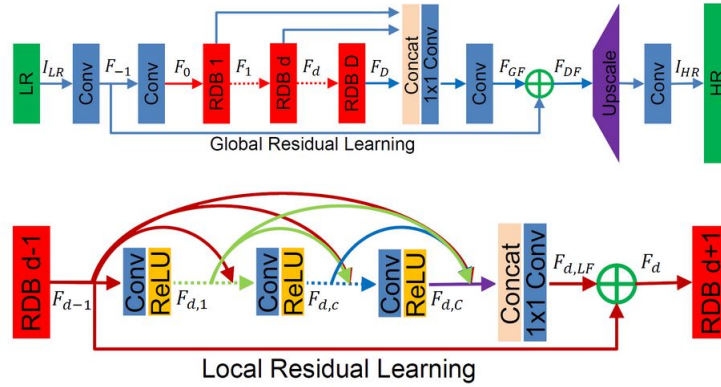 LR
I_LR
Conv
F_−1
Conv
F_0
RDB 1
F_1
RDB d
F_d
RDB D
F_D
Concat
1x1 Conv
Conv
F_GF
F_DF
Upscale
Conv
I_HR
HR
Global Residual Learning
RDB d-1
F_d−1
Conv
ReLU
F_d,1
Conv
ReLU
F_d,c
Conv
ReLU
F_d,C
Concat
1x1 Conv
F_d,LF
F_d
RDB d+1
Local Residual Learning